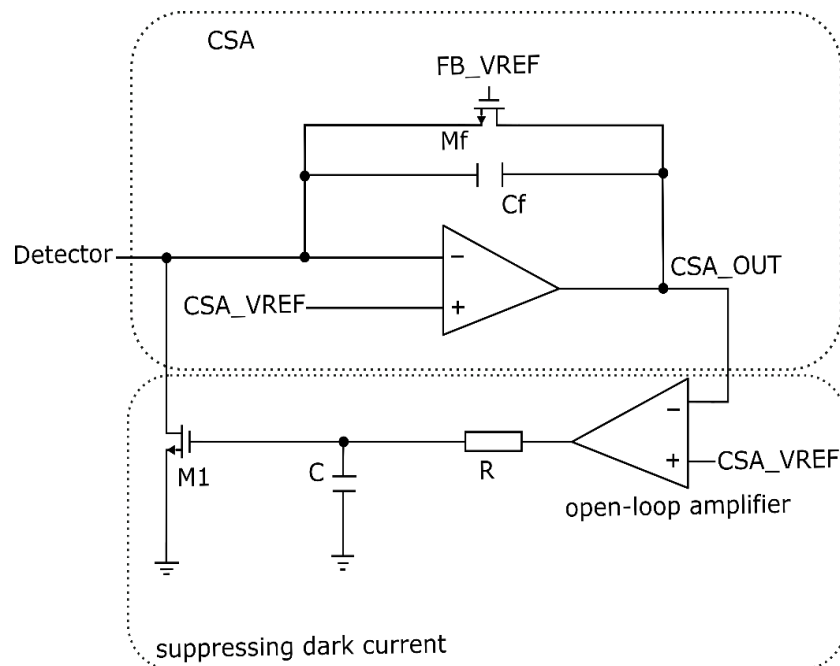 CSA
FB_VREF
Mf
Cf
Detector
−
CSA_OUT
CSA_VREF
+
−
M1
C
R
+
CSA_VREF
open-loop amplifier
suppressing dark current